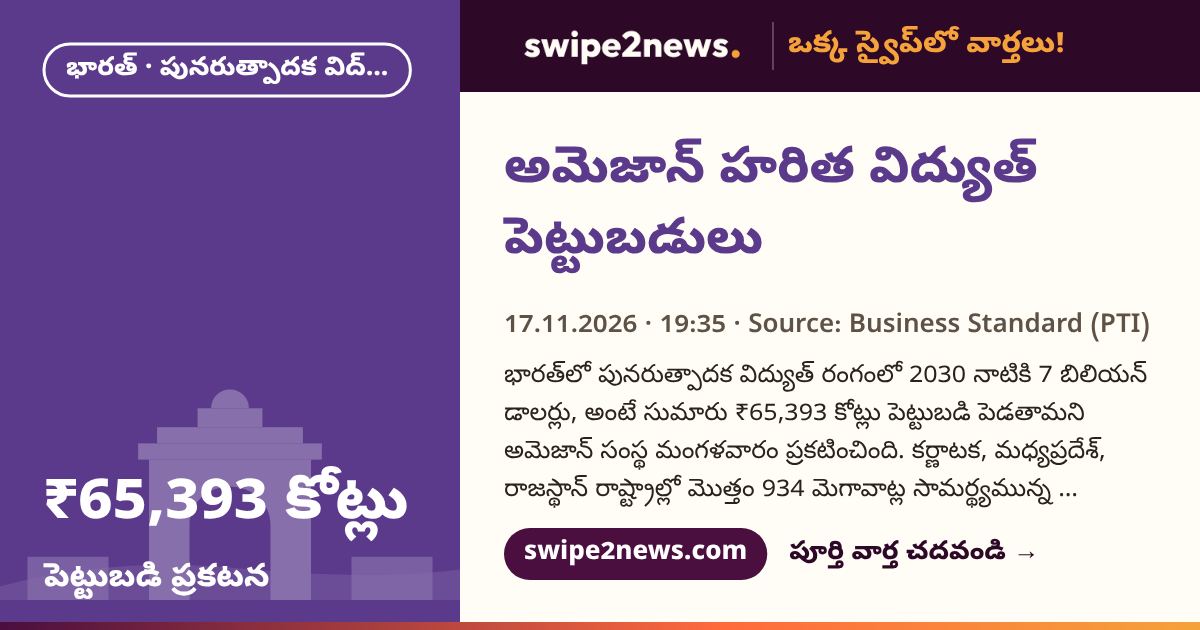 భారత్ · పునరుత్పాదక విద్...
₹65,393 కోట్లు
పెట్టుబడి ప్రకటన
swipe2news.
ఒక్క స్వైప్‌లో వార్తలు!
అమెజాన్ హరిత విద్యుత్
పెట్టుబడులు
17.11.2026 · 19:35 · Source: Business Standard (PTI)
భారత్‌లో పునరుత్పాదక విద్యుత్ రంగంలో 2030 నాటికి 7 బిలియన్
డాలర్లు, అంటే సుమారు ₹65,393 కోట్లు పెట్టుబడి పెడతామని
అమెజాన్ సంస్థ మంగళవారం ప్రకటించింది. కర్ణాటక, మధ్యప్రదేశ్,
రాజస్థాన్ రాష్ట్రాల్లో మొత్తం 934 మెగావాట్ల సామర్థ్యమున్న ...
swipe2news.com
పూర్తి వార్త చదవండి →